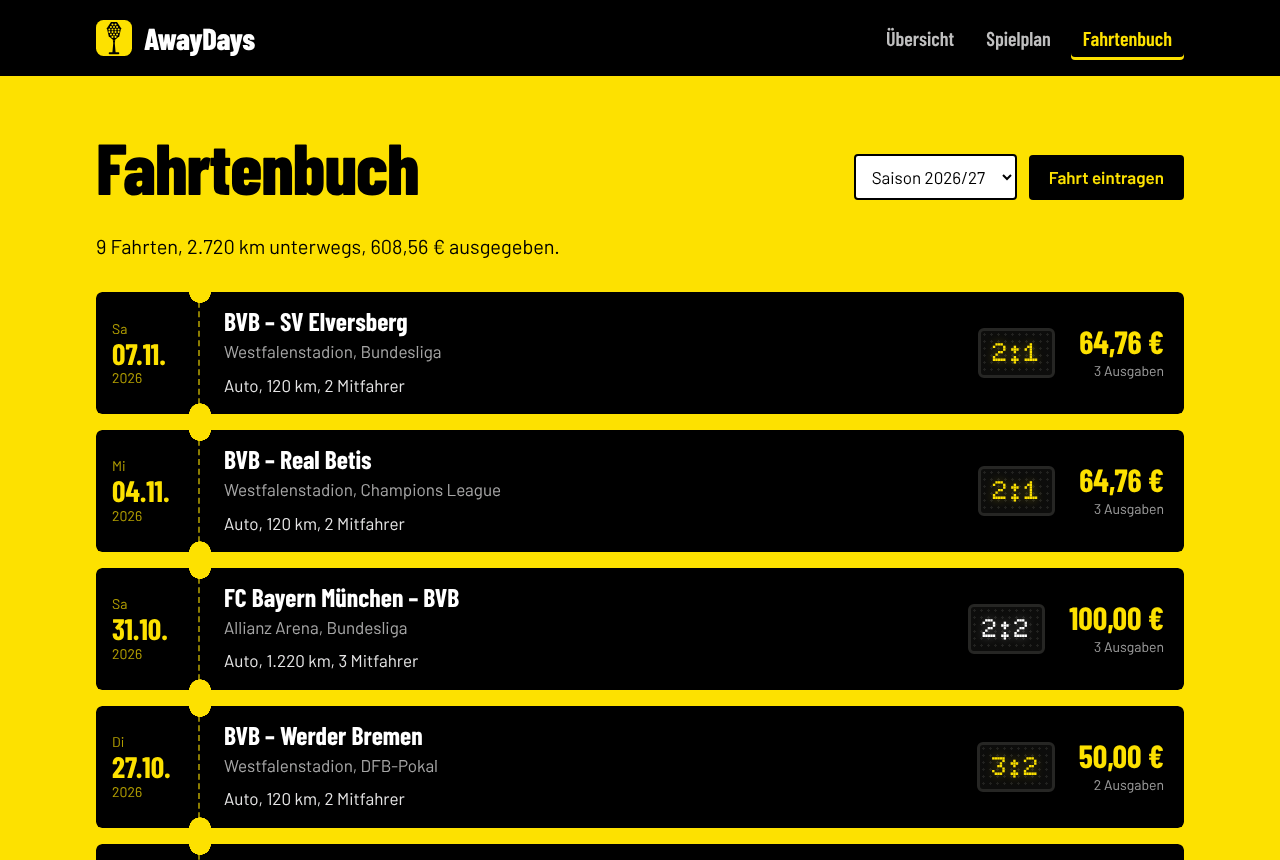 AwayDays
Übersicht Spielplan Fahrtenbuch
Fahrtenbuch
Saison 2026/27
Fahrt eintragen
9 Fahrten, 2.720 km unterwegs, 608,56 € ausgegeben.
Sa
07.11.
2026
BVB – SV Elversberg
Westfalenstadion, Bundesliga
Auto, 120 km, 2 Mitfahrer
2:1
64,76 €
3 Ausgaben
Mi
04.11.
2026
BVB – Real Betis
Westfalenstadion, Champions League
Auto, 120 km, 2 Mitfahrer
2:1
64,76 €
3 Ausgaben
Sa
31.10.
2026
FC Bayern München – BVB
Allianz Arena, Bundesliga
Auto, 1.220 km, 3 Mitfahrer
2:2
100,00 €
3 Ausgaben
Di
27.10.
2026
BVB – Werder Bremen
Westfalenstadion, DFB-Pokal
Auto, 120 km, 2 Mitfahrer
3:2
50,00 €
2 Ausgaben